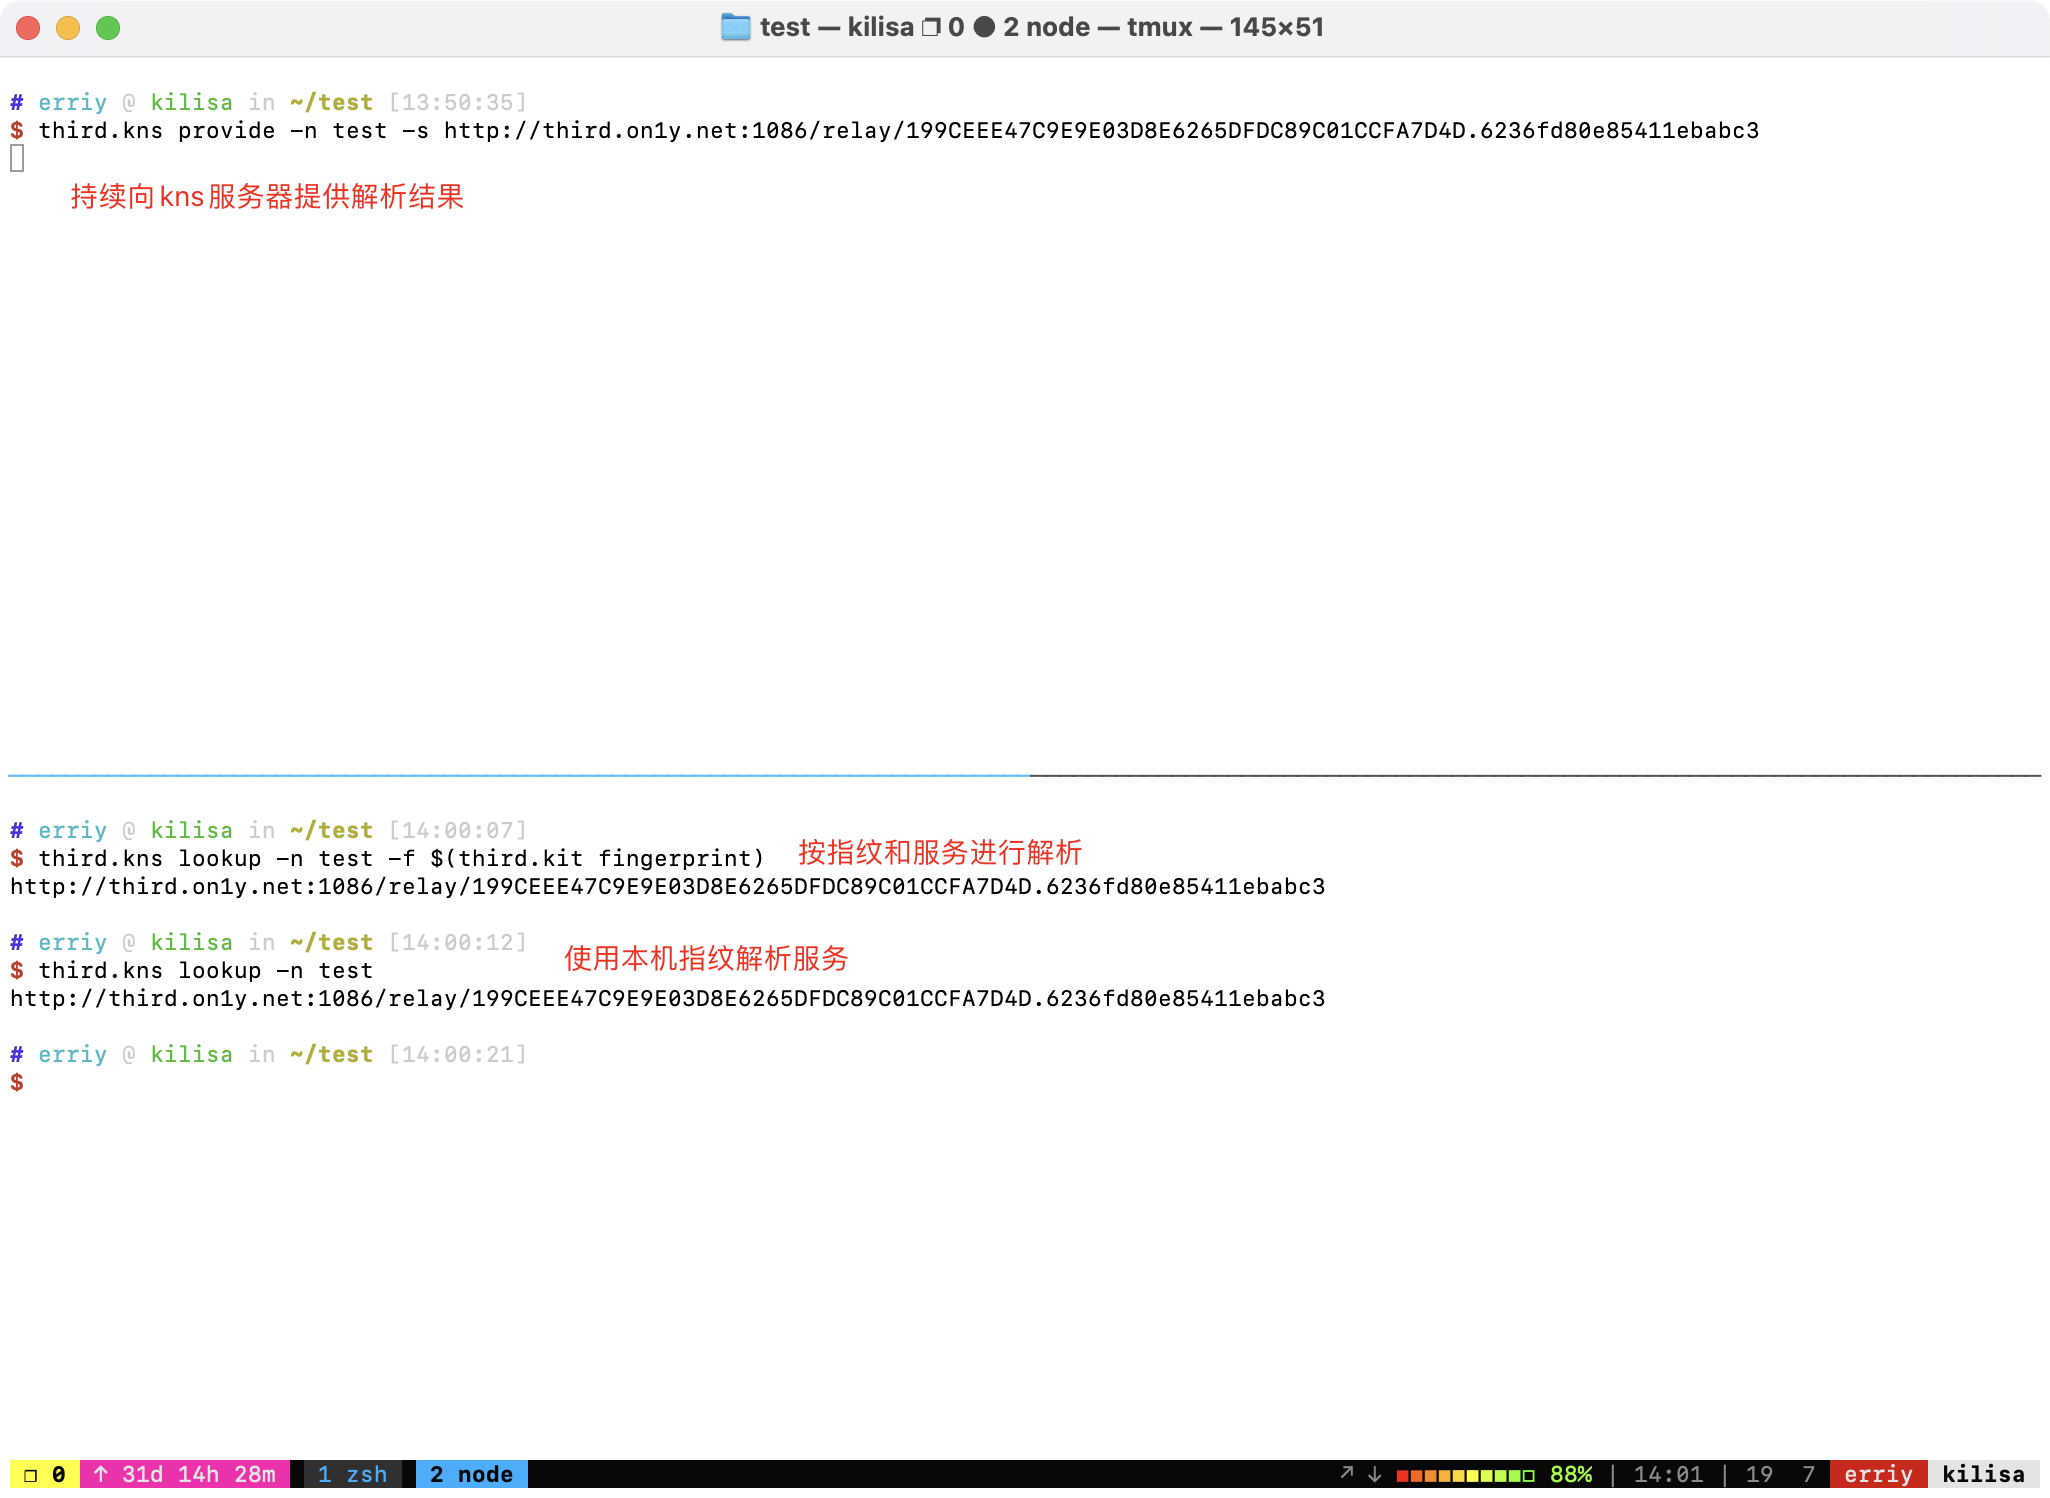 test — kilisa ❐ 0 ● 2 node — tmux — 145×51
# erriy @ kilisa in ~/test [13:50:35]
$ third.kns provide -n test -s http://third.on1y.net:1086/relay/199CEEE47C9E9E03D8E6265DFDC89C01CCFA7D4D.6236fd80e85411ebabc3
持续向kns服务器提供解析结果
# erriy @ kilisa in ~/test [14:00:07]
$ third.kns lookup -n test -f $(third.kit fingerprint)
按指纹和服务进行解析
http://third.on1y.net:1086/relay/199CEEE47C9E9E03D8E6265DFDC89C01CCFA7D4D.6236fd80e85411ebabc3
# erriy @ kilisa in ~/test [14:00:12]
使用本机指纹解析服务
$ third.kns lookup -n test
http://third.on1y.net:1086/relay/199CEEE47C9E9E03D8E6265DFDC89C01CCFA7D4D.6236fd80e85411ebabc3
# erriy @ kilisa in ~/test [14:00:21]
$
❐ 0 ↑ 31d 14h 28m 1 zsh 2 node ↗ ↓ 88% | 14:01 | 19 7 erriy kilisa